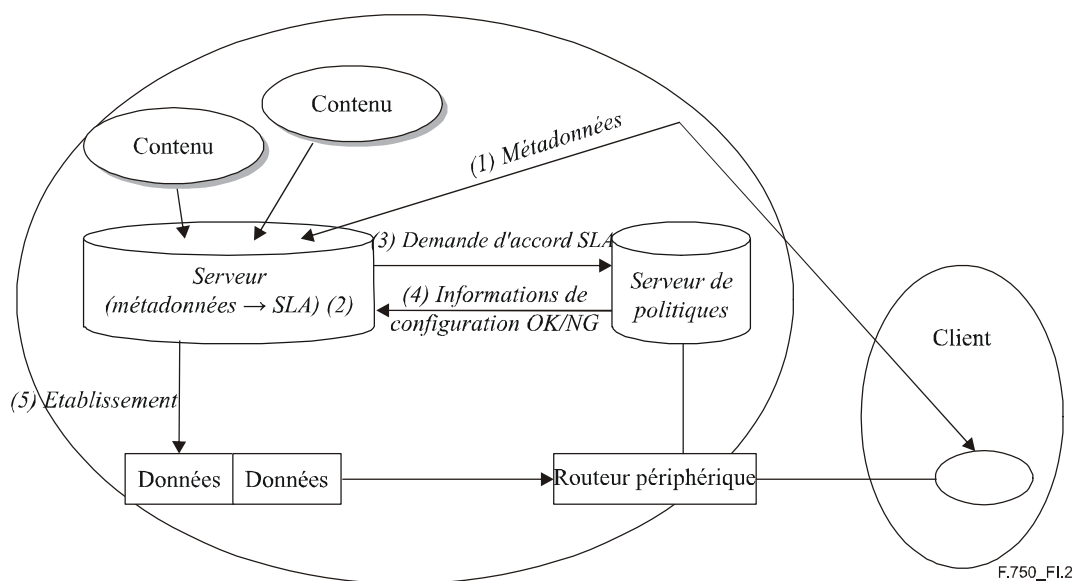 Contenu
Contenu
(1) Métadonnées
(3) Demande d'accord SLA
Serveur
(métadonnées → SLA) (2)
Serveur de
politiques
(4) Informations de
configuration OK/NG
Client
(5) Etablissement
Données
Données
Routeur périphérique
F.750_FI.2